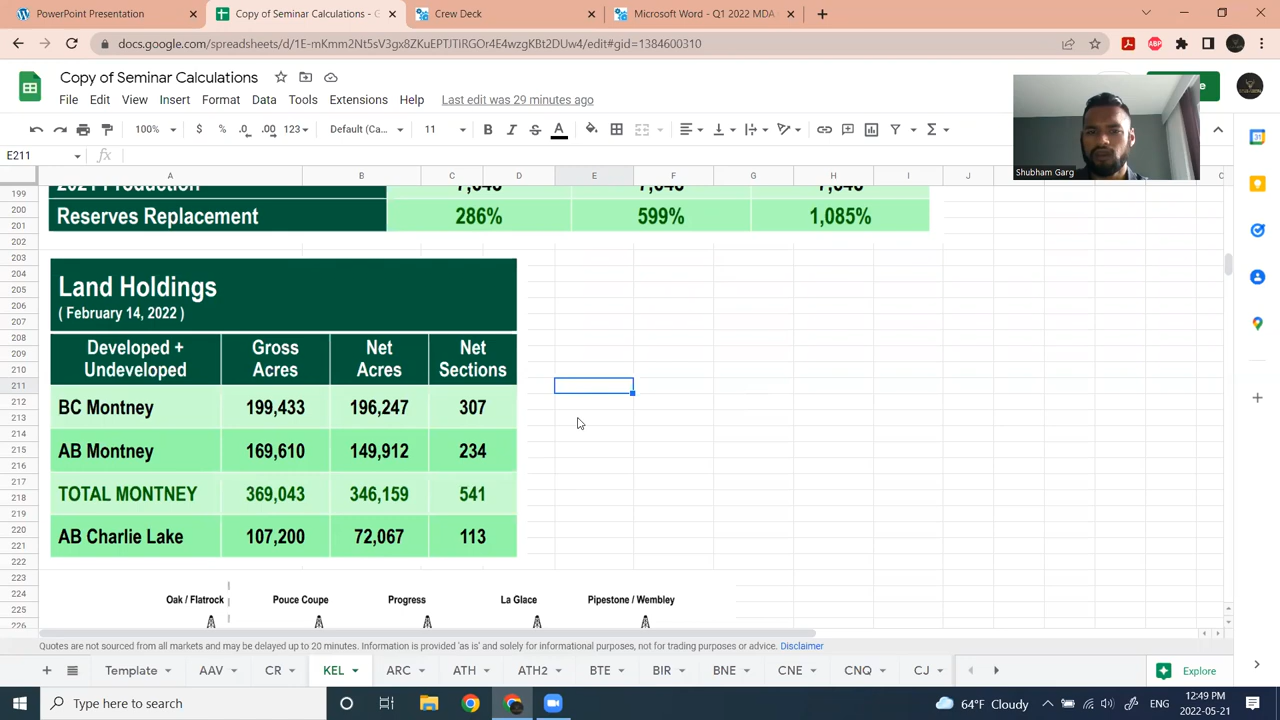 PowerPoint Presentation
Copy of Seminar Calculations - G
Crew Deck
Microsoft Word - Q1 2022 MDA
docs.google.com/spreadsheets/d/1E-mKmm2Nt5sV3gx8ZKuEPTIIRGOr4E4wzgKm2DUw4/edit#gid=1384600310
Copy of Seminar Calculations
File Edit View Insert Format Data Tools Extensions Help Last edit was 29 minutes ago
100% $ % .0 .00 123 Default (Ca... 11 B I S A
Shubham Garg
E211 fx
A B C D E F G H I J K L M N
199
200
201
202
203
204
205
206
207
208
209
210
211
212
213
214
215
216
217
218
219
220
221
222
223
224
225
226
2021 Production 7,643 7,643 7,643
Reserves Replacement 286% 599% 1,085%
Land Holdings
( February 14, 2022 )
Developed + Undeveloped Gross Acres Net Acres Net Sections
BC Montney 199,433 196,247 307
AB Montney 169,610 149,912 234
TOTAL MONTNEY 369,043 346,159 541
AB Charlie Lake 107,200 72,067 113
Oak / Flatrock Pouce Coupe Progress La Glace Pipestone / Wembley
Quotes are not sourced from all markets and may be delayed up to 20 minutes. Information is provided 'as is' and solely for informational purposes, not for trading purposes or advice. Disclaimer
Template AAV CR KEL ARC ATH ATH2 BTE BIR BNE CNE CNQ CJ Explore
Type here to search
64°F Cloudy ENG 12:49 PM 2022-05-21